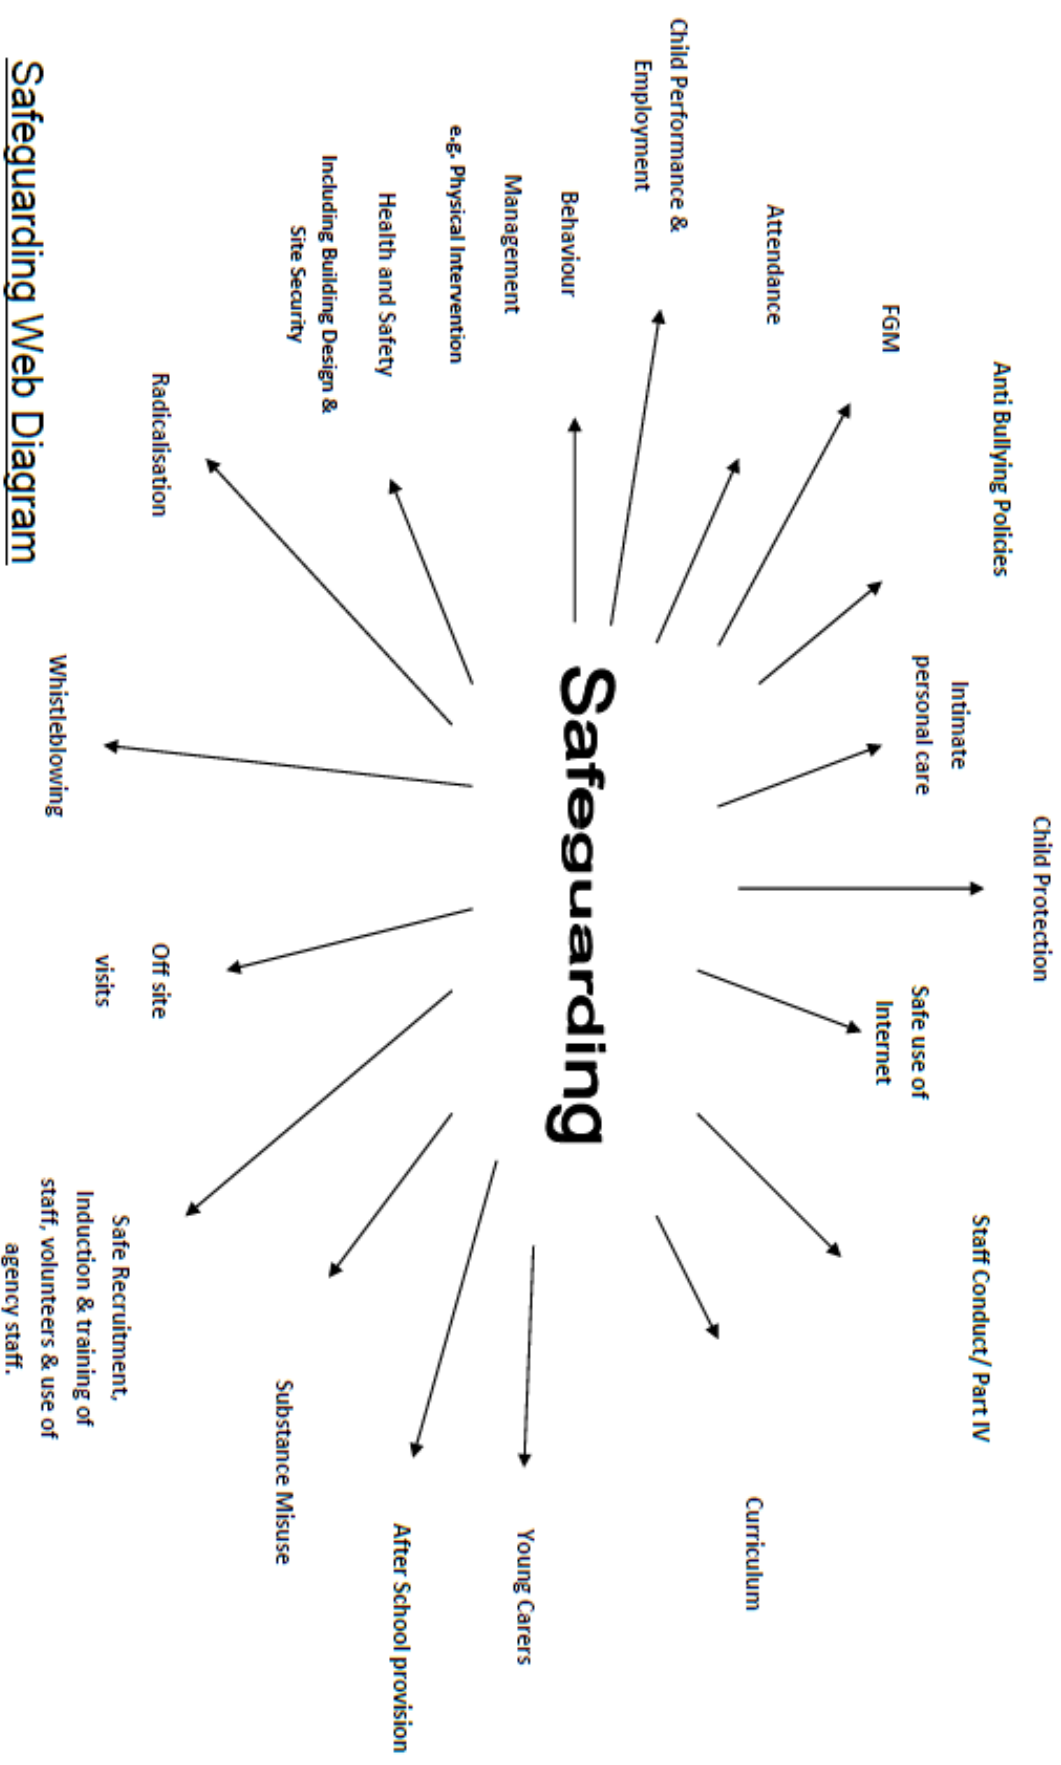 Child Protection
Anti Bullying Policies
Staff Conduct/ Part IV
Intimate
personal care
Safe use of
Internet
FGM
Attendance
Curriculum
Child Performance &
Employment
Safeguarding
Behaviour
Management
e.g. Physical Intervention
Young Carers
Health and Safety
Including Building Design &
Site Security
After School provision
Substance Misuse
Radicalisation
Off site
visits
Safe Recruitment,
Induction & training of
staff, volunteers & use of
agency staff.
Whistleblowing
Safeguarding Web Diagram